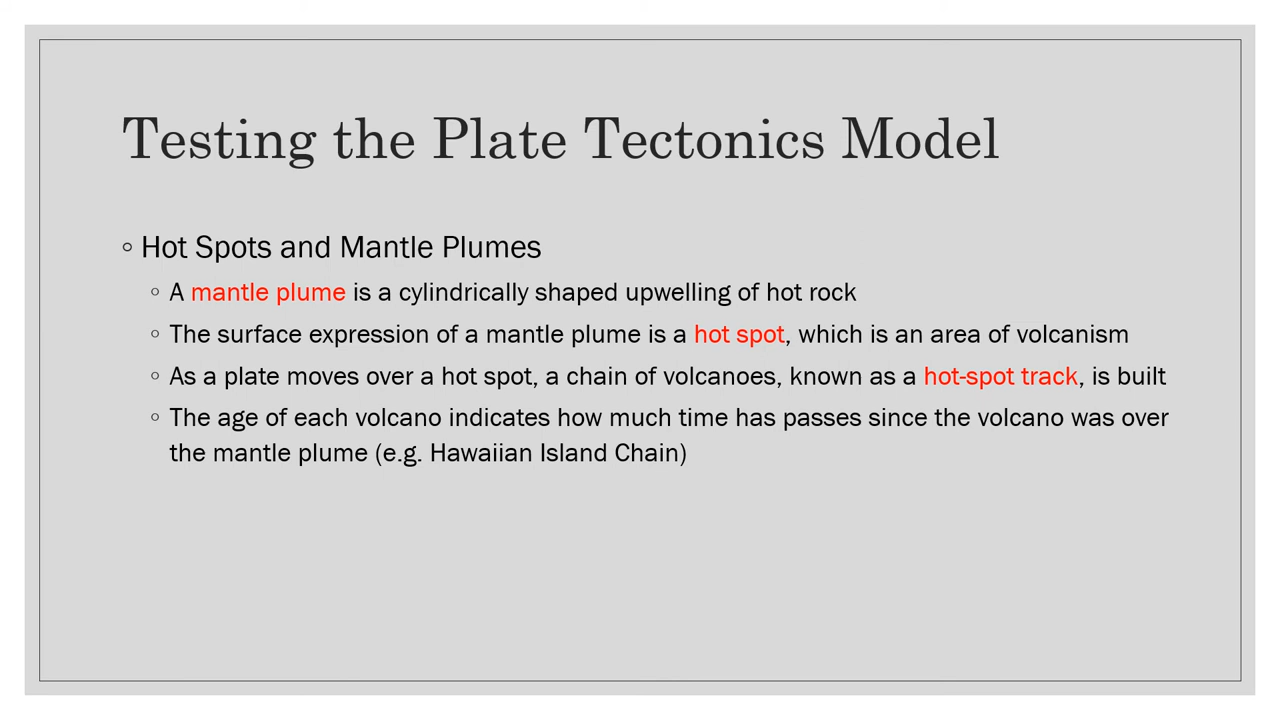 Testing the Plate Tectonics Model
◦ Hot Spots and Mantle Plumes
◦ A mantle plume is a cylindrically shaped upwelling of hot rock
◦ The surface expression of a mantle plume is a hot spot, which is an area of volcanism
◦ As a plate moves over a hot spot, a chain of volcanoes, known as a hot-spot track, is built
◦ The age of each volcano indicates how much time has passes since the volcano was over
the mantle plume (e.g. Hawaiian Island Chain)